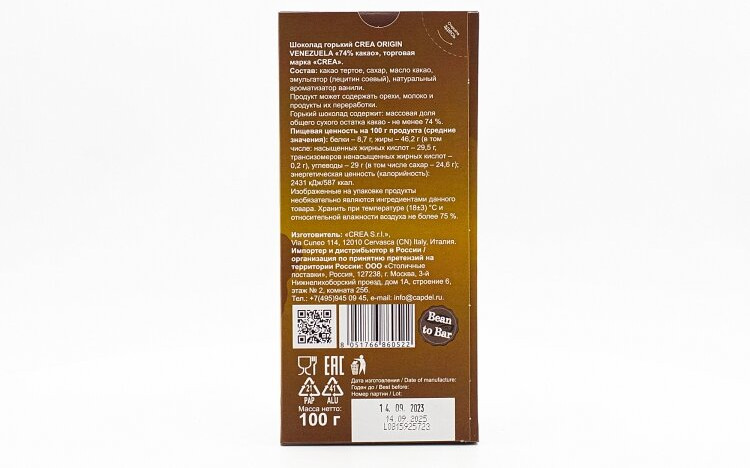 Шоколад горький CREA ORIGIN
VENEZUELA «74% какао», торговая
марка «CREA».
Состав: какао тертое, сахар, масло какао,
эмульгатор (лецитин соевый), натуральный
ароматизатор ванили.
Продукт может содержать орехи, молоко и
продукты их переработки.
Горький шоколад содержит: массовая доля
общего сухого остатка какао - не менее 74 %.
Пищевая ценность на 100 г продукта (средние
значения): белки – 8,7 г, жиры – 46,2 г (в том
числе: насыщенных жирных кислот – 29,5 г,
трансизомеров ненасыщенных жирных кислот –
0,2 г), углеводы – 29 г (в том числе сахар – 24,6 г);
энергетическая ценность (калорийность):
2431 кДж/587 ккал.
Изображенные на упаковке продукты
необязательно являются ингредиентами данного
товара. Хранить при температуре (18±3) °С и
относительной влажности воздуха не более 75 %.
Изготовитель: «CREA S.r.l.»,
Via Cuneo 114, 12010 Cervasca (CN) Italy, Италия.
Импортер и дистрибьютор в России /
организация по принятию претензий на
территории России: ООО «Столичные
поставки», Россия, 127238, г. Москва, 3-й
Нижнелихоборский проезд, дом 1А, строение 6,
этаж № 2, комната 25б.
Тел.: +7(495)945 09 45, e-mail: info@capdel.ru.
8 051766 860522
Bean
to Bar
EAC
21
PAP
41
ALU
Масса нетто:
100 г
Дата изготовления / Date of manufacture:
Годен до / Best before:
Номер партии / Lot:
14. 09. 2023
14.09.2025
L0815925723